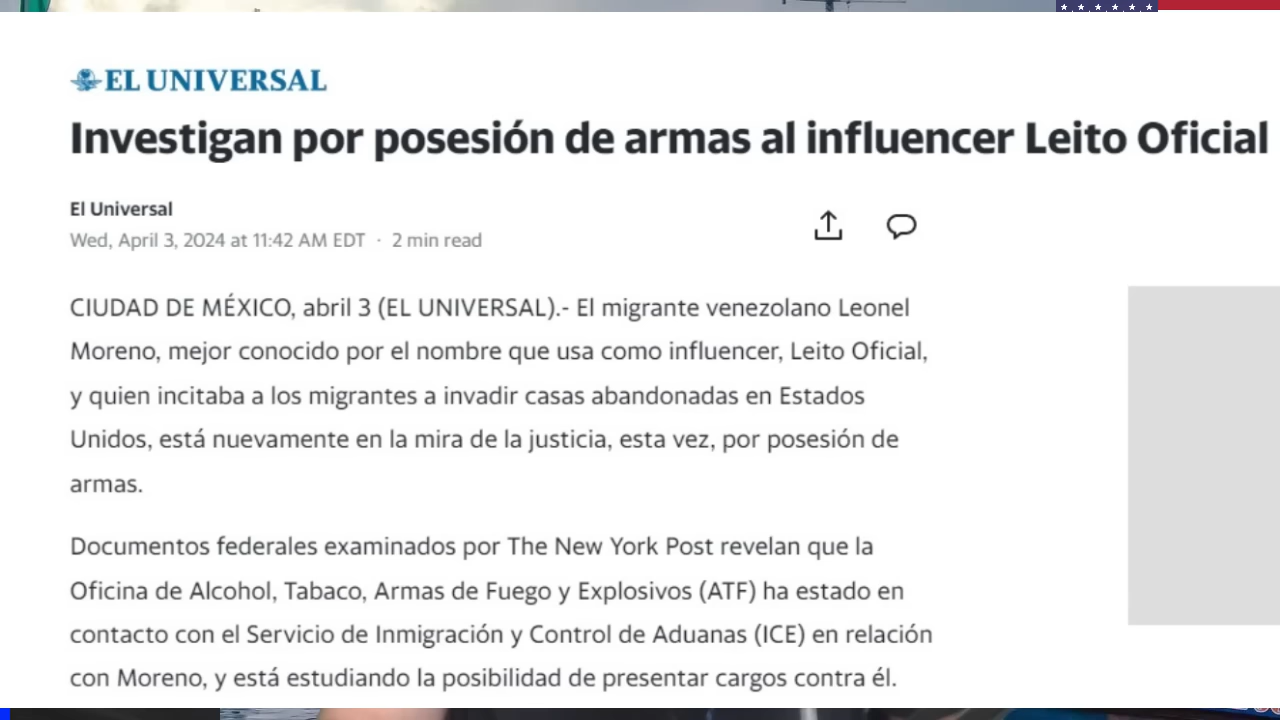 EL UNIVERSAL
Investigan por posesión de armas al influencer Leito Oficial
El Universal
Wed, April 3, 2024 at 11:42 AM EDT · 2 min read
CIUDAD DE MÉXICO, abril 3 (EL UNIVERSAL).- El migrante venezolano Leonel
Moreno, mejor conocido por el nombre que usa como influencer, Leito Oficial,
y quien incitaba a los migrantes a invadir casas abandonadas en Estados
Unidos, está nuevamente en la mira de la justicia, esta vez, por posesión de
armas.
Documentos federales examinados por The New York Post revelan que la
Oficina de Alcohol, Tabaco, Armas de Fuego y Explosivos (ATF) ha estado en
contacto con el Servicio de Inmigración y Control de Aduanas (ICE) en relación
con Moreno, y está estudiando la posibilidad de presentar cargos contra él.